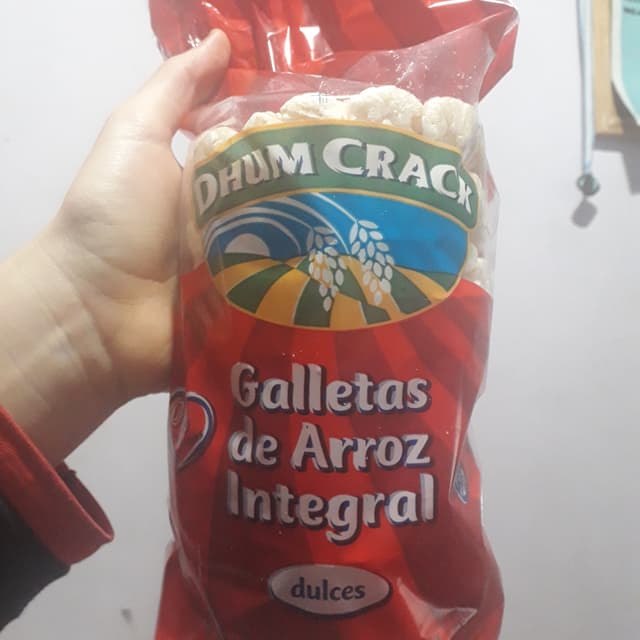 DHUM CRACK
Galletas
de Arroz
Integral
dulces